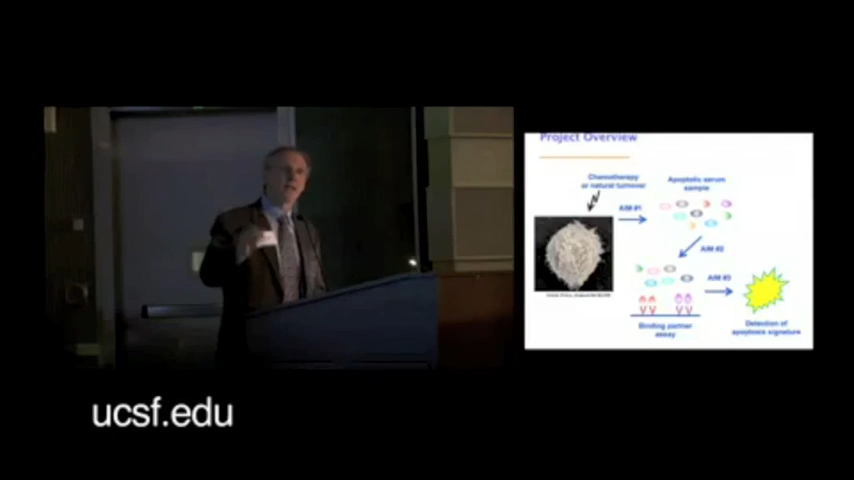 Project Overview
Chemotherapy
or natural turnover
Apoptotic serum
sample
AIM #1
AIM #2
AIM #3
Binding partner
assay
Detection of
apoptosis signature
ucsf.edu